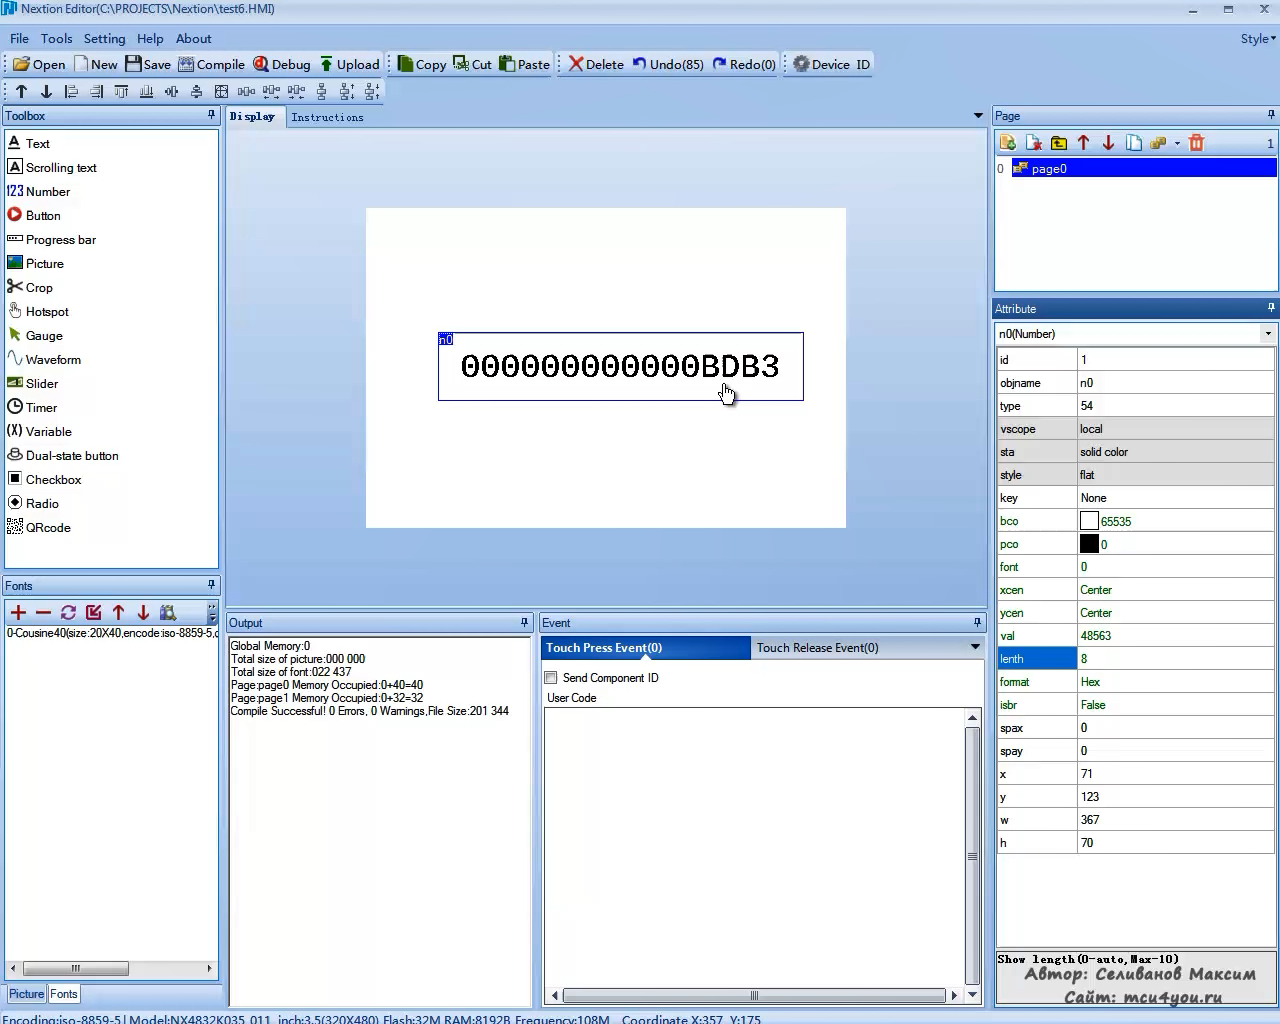 Nextion Editor(C:\PROJECTS\Nextion\test6.HMI)
File Tools Setting Help About Style
Open New Save Compile Debug Upload Copy Cut Paste Delete Undo(85) Redo(0) Device ID
Toolbox
Text
Scrolling text
123 Number
Button
Progress bar
Picture
Crop
Hotspot
Gauge
Waveform
Slider
Timer
(X) Variable
Dual-state button
Checkbox
Radio
QRcode
Fonts
0-Cousine40(size:20X40,encode:iso-8859-5,c
Picture Fonts
Display Instructions
n0
000000000000BDB3
Output
Global Memory:0
Total size of picture:000 000
Total size of font:022 437
Page:page0 Memory Occupied:0+40=40
Page:page1 Memory Occupied:0+32=32
Compile Successful! 0 Errors, 0 Warnings,File Size:201 344
Event
Touch Press Event(0) Touch Release Event(0)
Send Component ID
User Code
Page
1
0 page0
Attribute
n0(Number)
id 1
objname n0
type 54
vscope local
sta solid color
style flat
key None
bco 65535
pco 0
font 0
xcen Center
ycen Center
val 48563
lenth 8
format Hex
isbr False
spax 0
spay 0
x 71
y 123
w 367
h 70
Show length(0-auto,Max-10)
Автор: Селиванов Максим
Сайт: mcu4you.ru
Encoding:iso-8859-5 Model:NX4832K035_011 inch:3.5(320X480) Flash:32M RAM:8192B Frequency:108M Coordinate X:357 Y:175